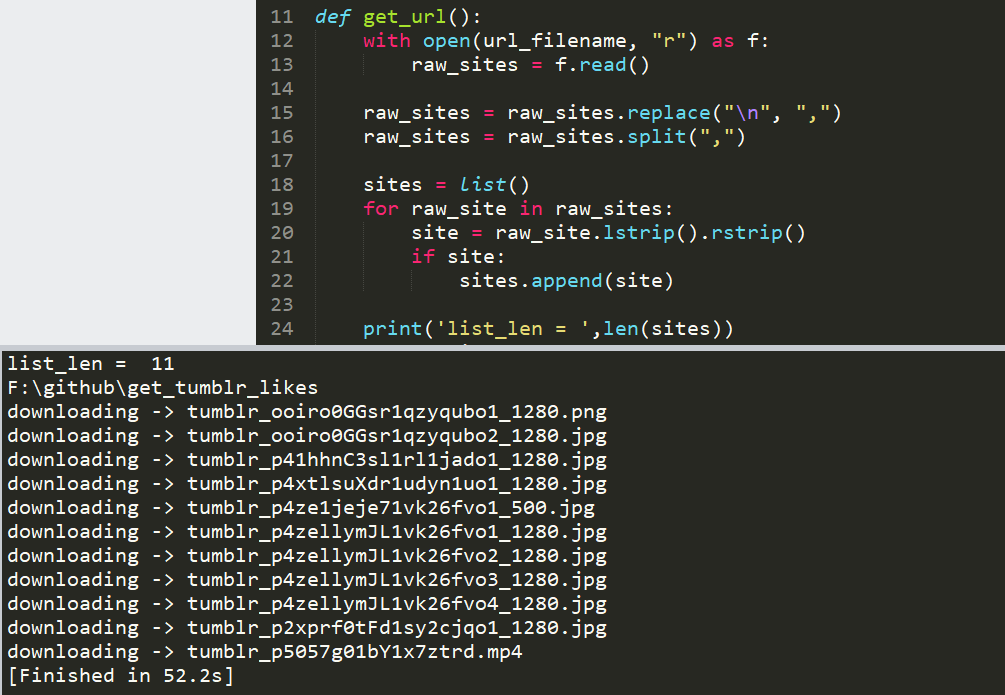 11 def get_url():
12 with open(url_filename, "r") as f:
13 raw_sites = f.read()
14
15 raw_sites = raw_sites.replace("\n", ",")
16 raw_sites = raw_sites.split(",")
17
18 sites = list()
19 for raw_site in raw_sites:
20 site = raw_site.lstrip().rstrip()
21 if site:
22 sites.append(site)
23
24 print('list_len = ',len(sites))
list_len =  11
F:\github\get_tumblr_likes
downloading -> tumblr_ooiro0GGsr1qzyqubo1_1280.png
downloading -> tumblr_ooiro0GGsr1qzyqubo2_1280.jpg
downloading -> tumblr_p41hhnC3sl1rl1jado1_1280.jpg
downloading -> tumblr_p4xtlsuXdr1udyn1uo1_1280.jpg
downloading -> tumblr_p4ze1jeje71vk26fvo1_500.jpg
downloading -> tumblr_p4zellymJL1vk26fvo1_1280.jpg
downloading -> tumblr_p4zellymJL1vk26fvo2_1280.jpg
downloading -> tumblr_p4zellymJL1vk26fvo3_1280.jpg
downloading -> tumblr_p4zellymJL1vk26fvo4_1280.jpg
downloading -> tumblr_p2xprf0tFd1sy2cjqo1_1280.jpg
downloading -> tumblr_p5057g01bY1x7ztrd.mp4
[Finished in 52.2s]